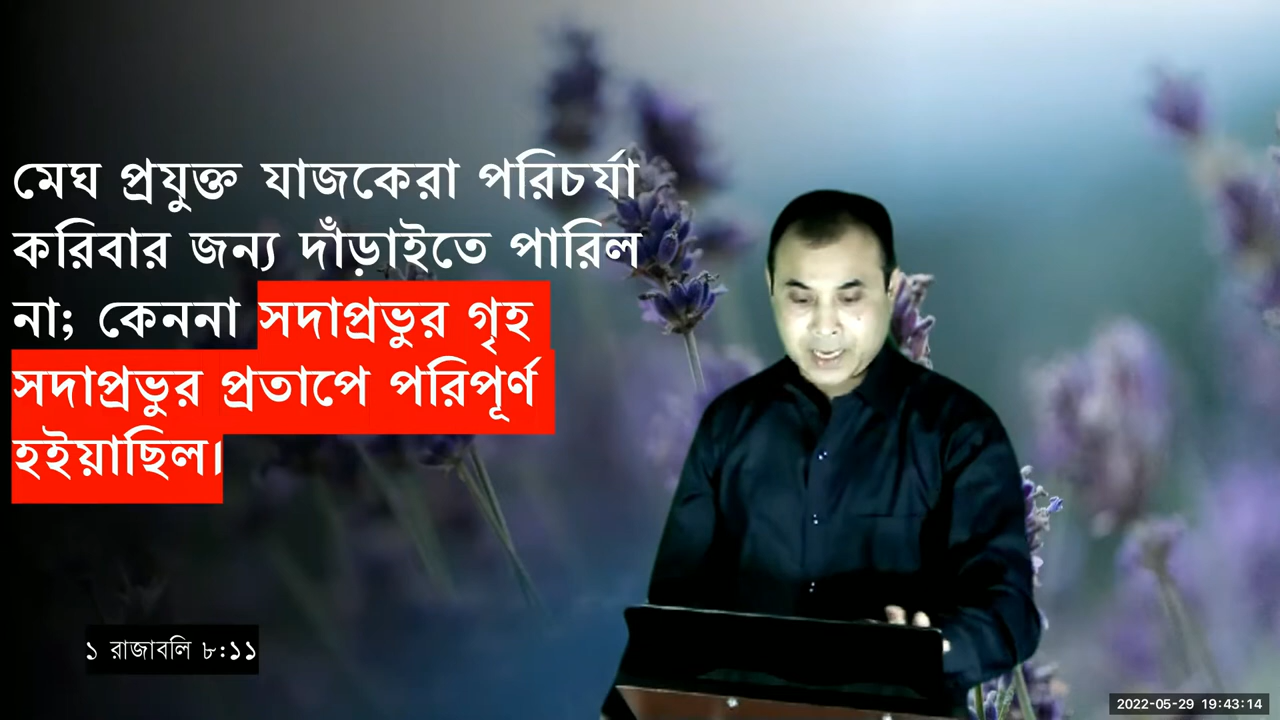 মেঘ প্রযুক্ত যাজকেরা পরিচর্যা
করিবার জন্য দাঁড়াইতে পারিল
না; কেননা সদাপ্রভুর গৃহ
সদাপ্রভুর প্রতাপে পরিপূর্ণ
হইয়াছিল।
১ রাজাবলি ৮:১১
2022-05-29 19:43:14